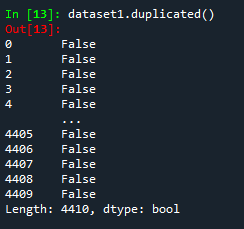 In [13]: dataset1.duplicated()
Out[13]:
0 False
1 False
2 False
3 False
4 False
...
4405 False
4406 False
4407 False
4408 False
4409 False
Length: 4410, dtype: bool